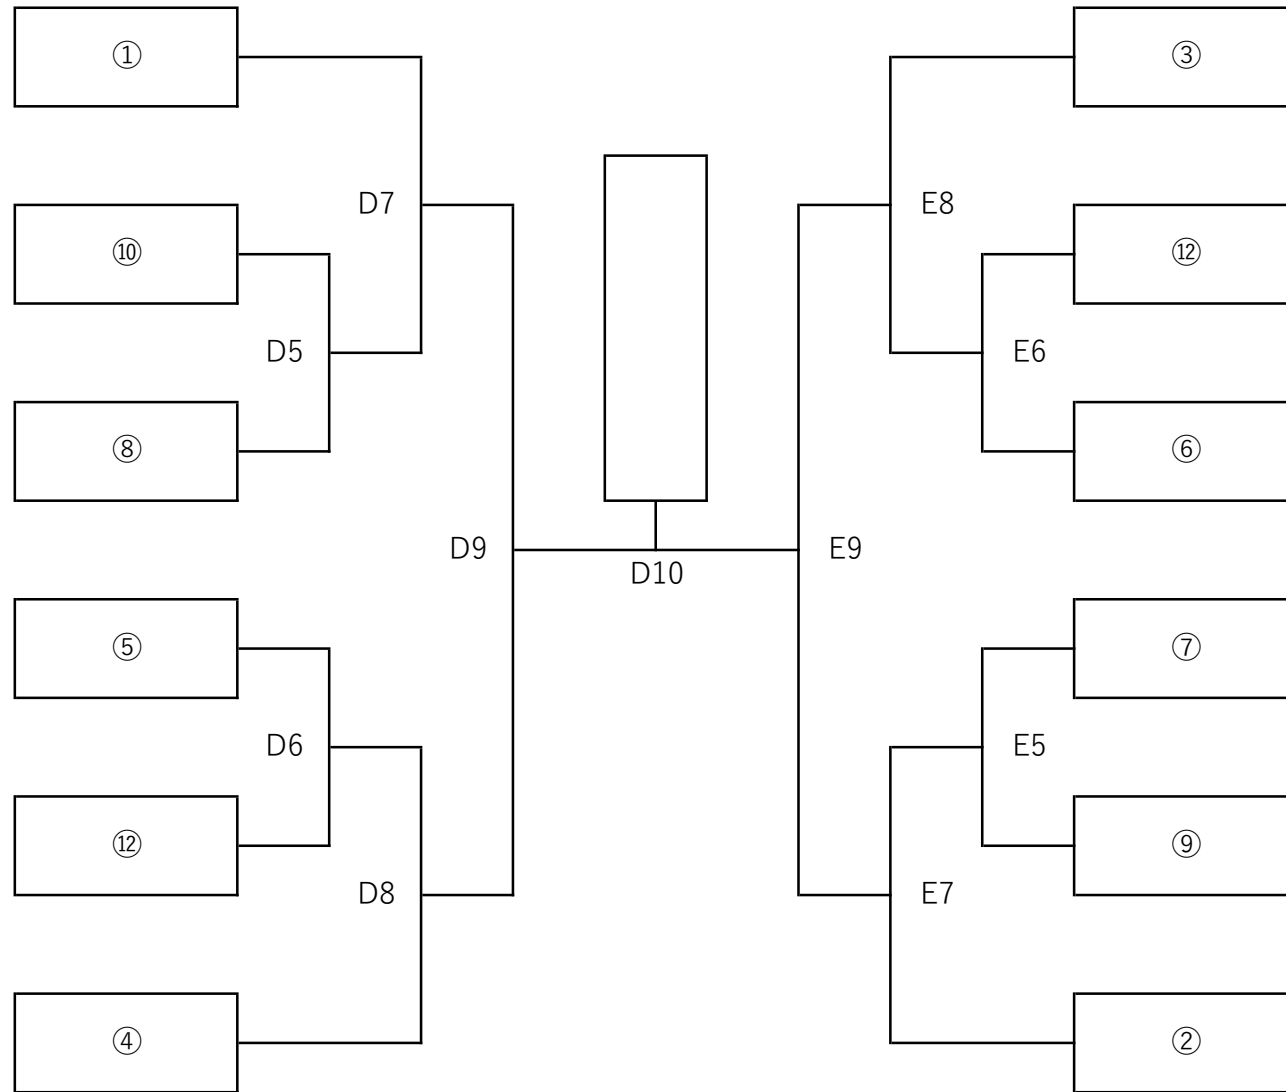 ① ③
D7 E8
⑩ ⑫
D5 E6
⑧ ⑥
D9 E9
D10
⑤ ⑦
D6 E5
⑫ ⑨
D8 E7
④ ②